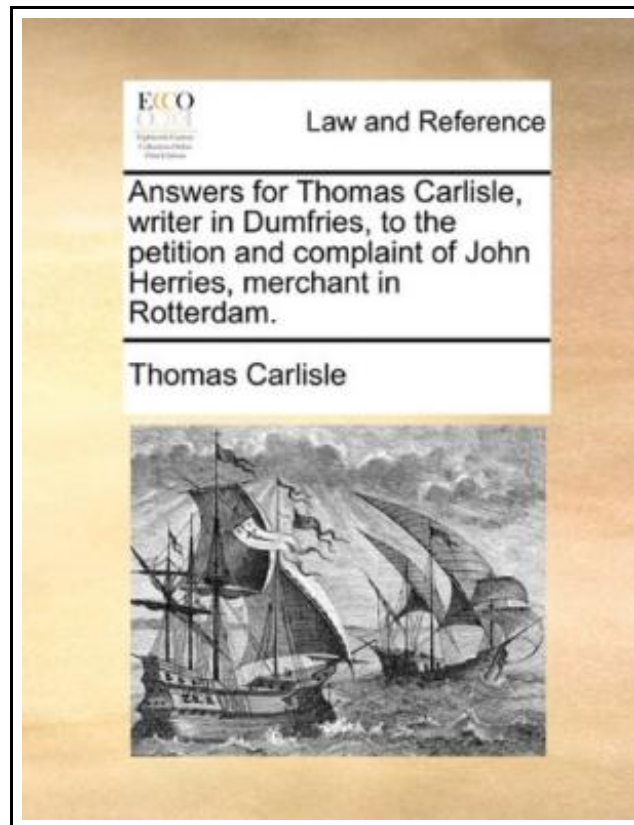 ECCO
Law and Reference
Answers for Thomas Carlisle,
writer in Dumfries, to the
petition and complaint of John
Herries, merchant in
Rotterdam.
Thomas Carlisle